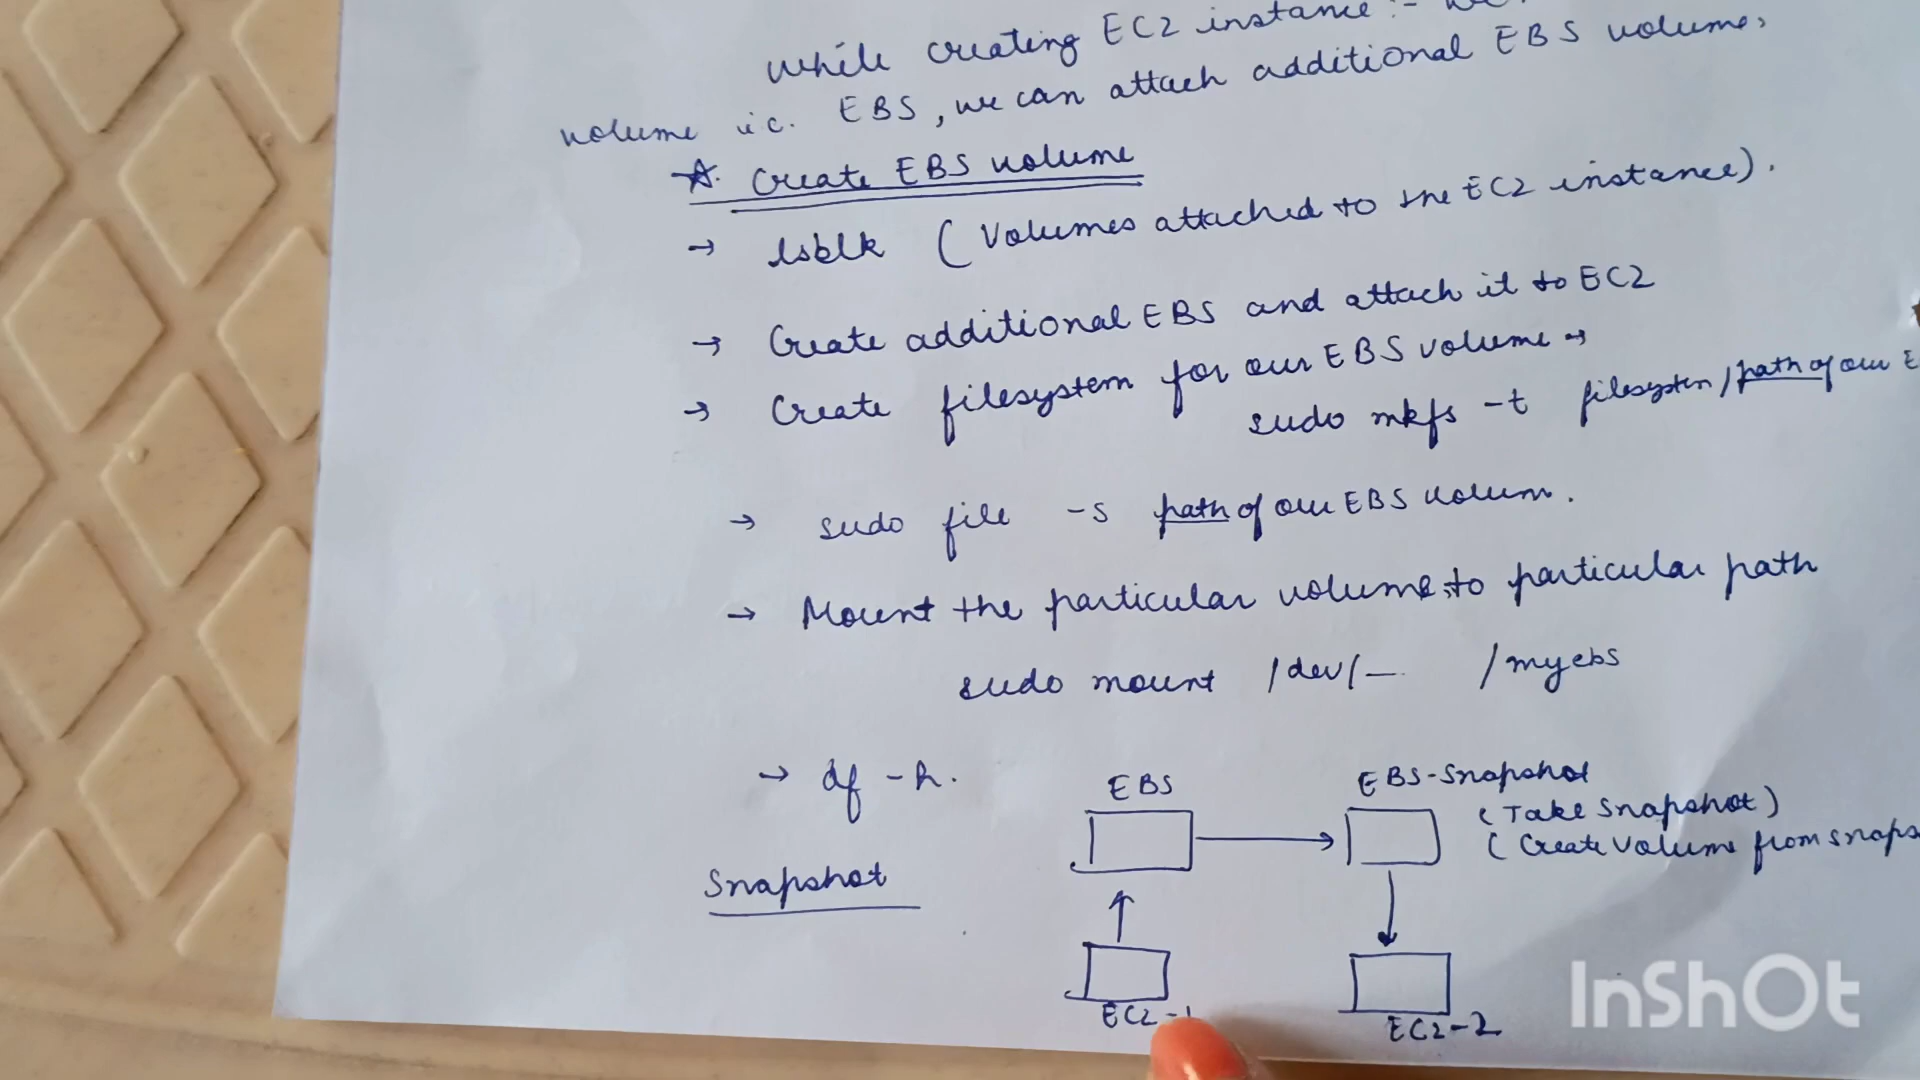 while creating EC2 instance :-
volume i.e. EBS, we can attach additional EBS volumes
☆. Create EBS volume
→ lsblk (Volumes attached to the EC2 instance).
→ Create additional EBS and attach it to EC2
→ Create filesystem for our EBS volume →
sudo mkfs -t filesystem /path of our E
→ sudo file -s path of our EBS volum.
→ Mount the particular volume to particular path
sudo mount /dev/— /myebs
→ df -h.
EBS
EBS-Snapshot
(Take snapshot)
(Create Volume from snaps
Snapshot
EC2-1
EC2-2
InShOt